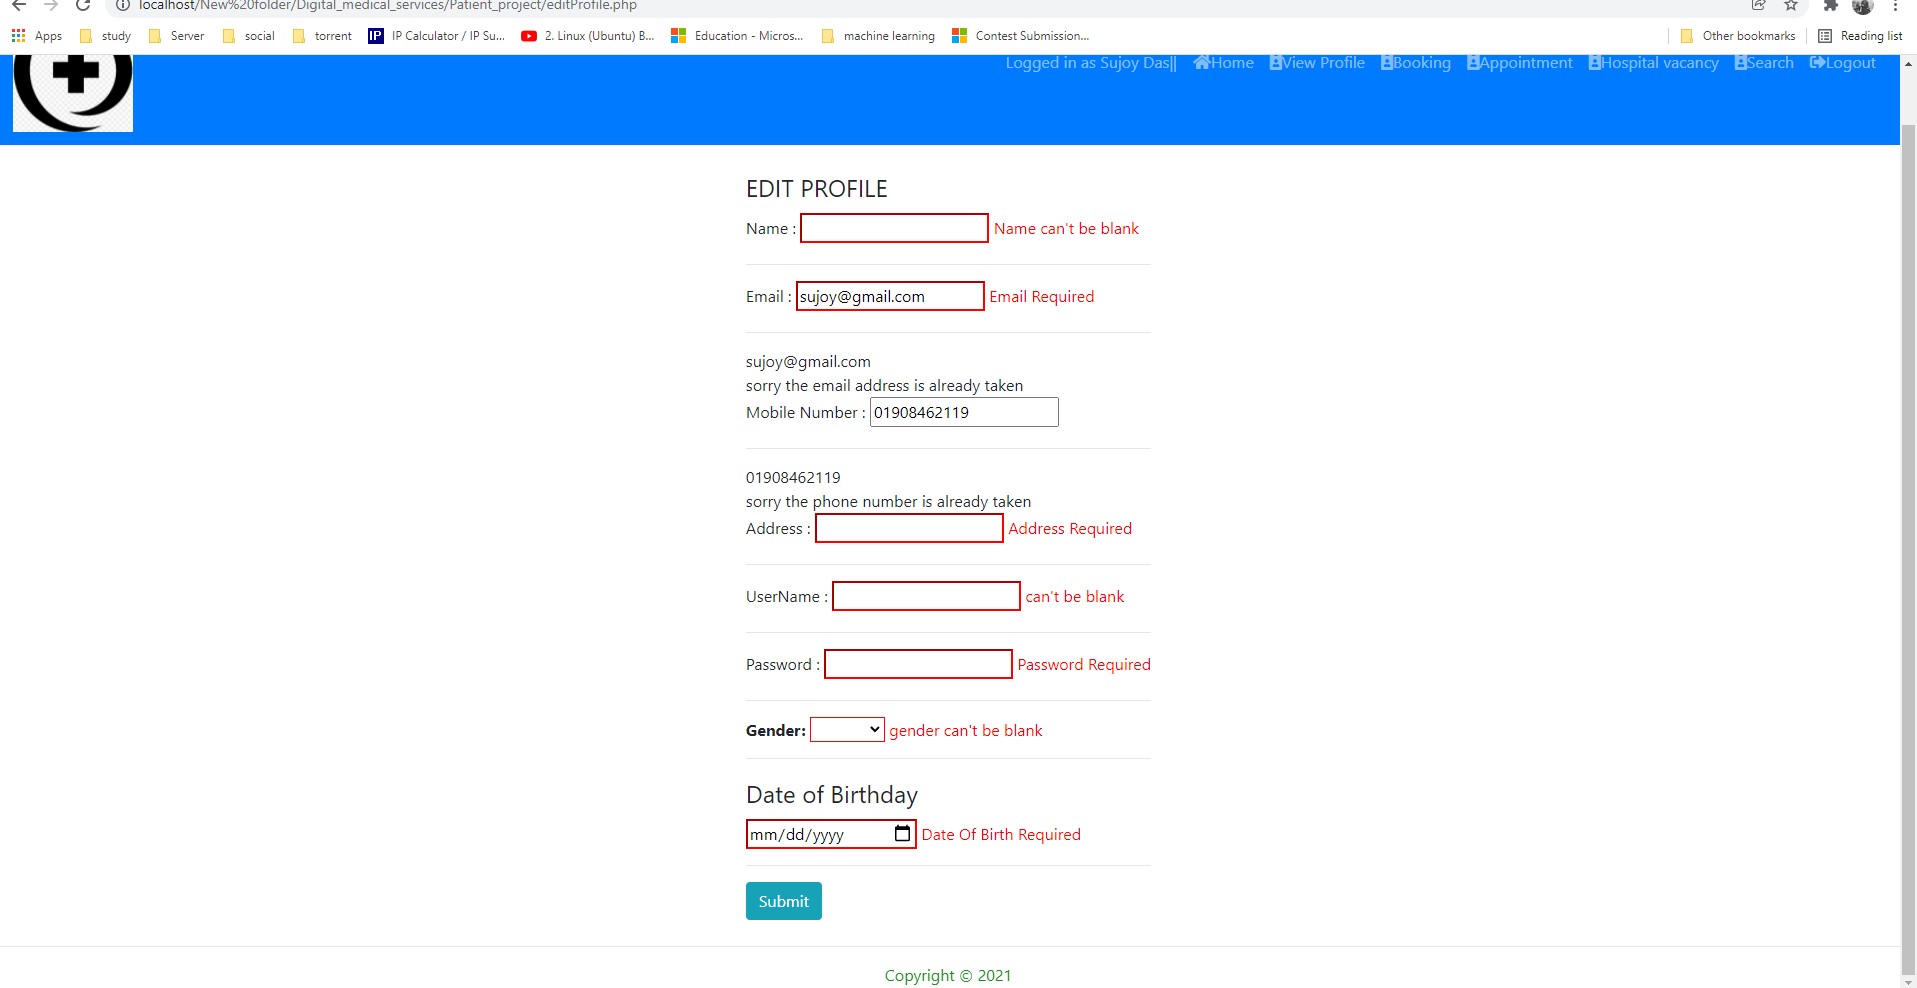 localhost/New%20folder/Digital_medical_services/Patient_project/editProfile.php
Apps study Server social torrent IP IP Calculator / IP Su... 2. Linux (Ubuntu) B... Education - Micros... machine learning Contest Submission... Other bookmarks Reading list
Logged in as Sujoy Das|| Home View Profile Booking Appointment Hospital vacancy Search Logout
EDIT PROFILE
Name : Name can't be blank
Email : sujoy@gmail.com Email Required
sujoy@gmail.com
sorry the email address is already taken
Mobile Number : 01908462119
01908462119
sorry the phone number is already taken
Address : Address Required
UserName : can't be blank
Password : Password Required
Gender: gender can't be blank
Date of Birthday
mm/dd/yyyy Date Of Birth Required
Submit
Copyright © 2021